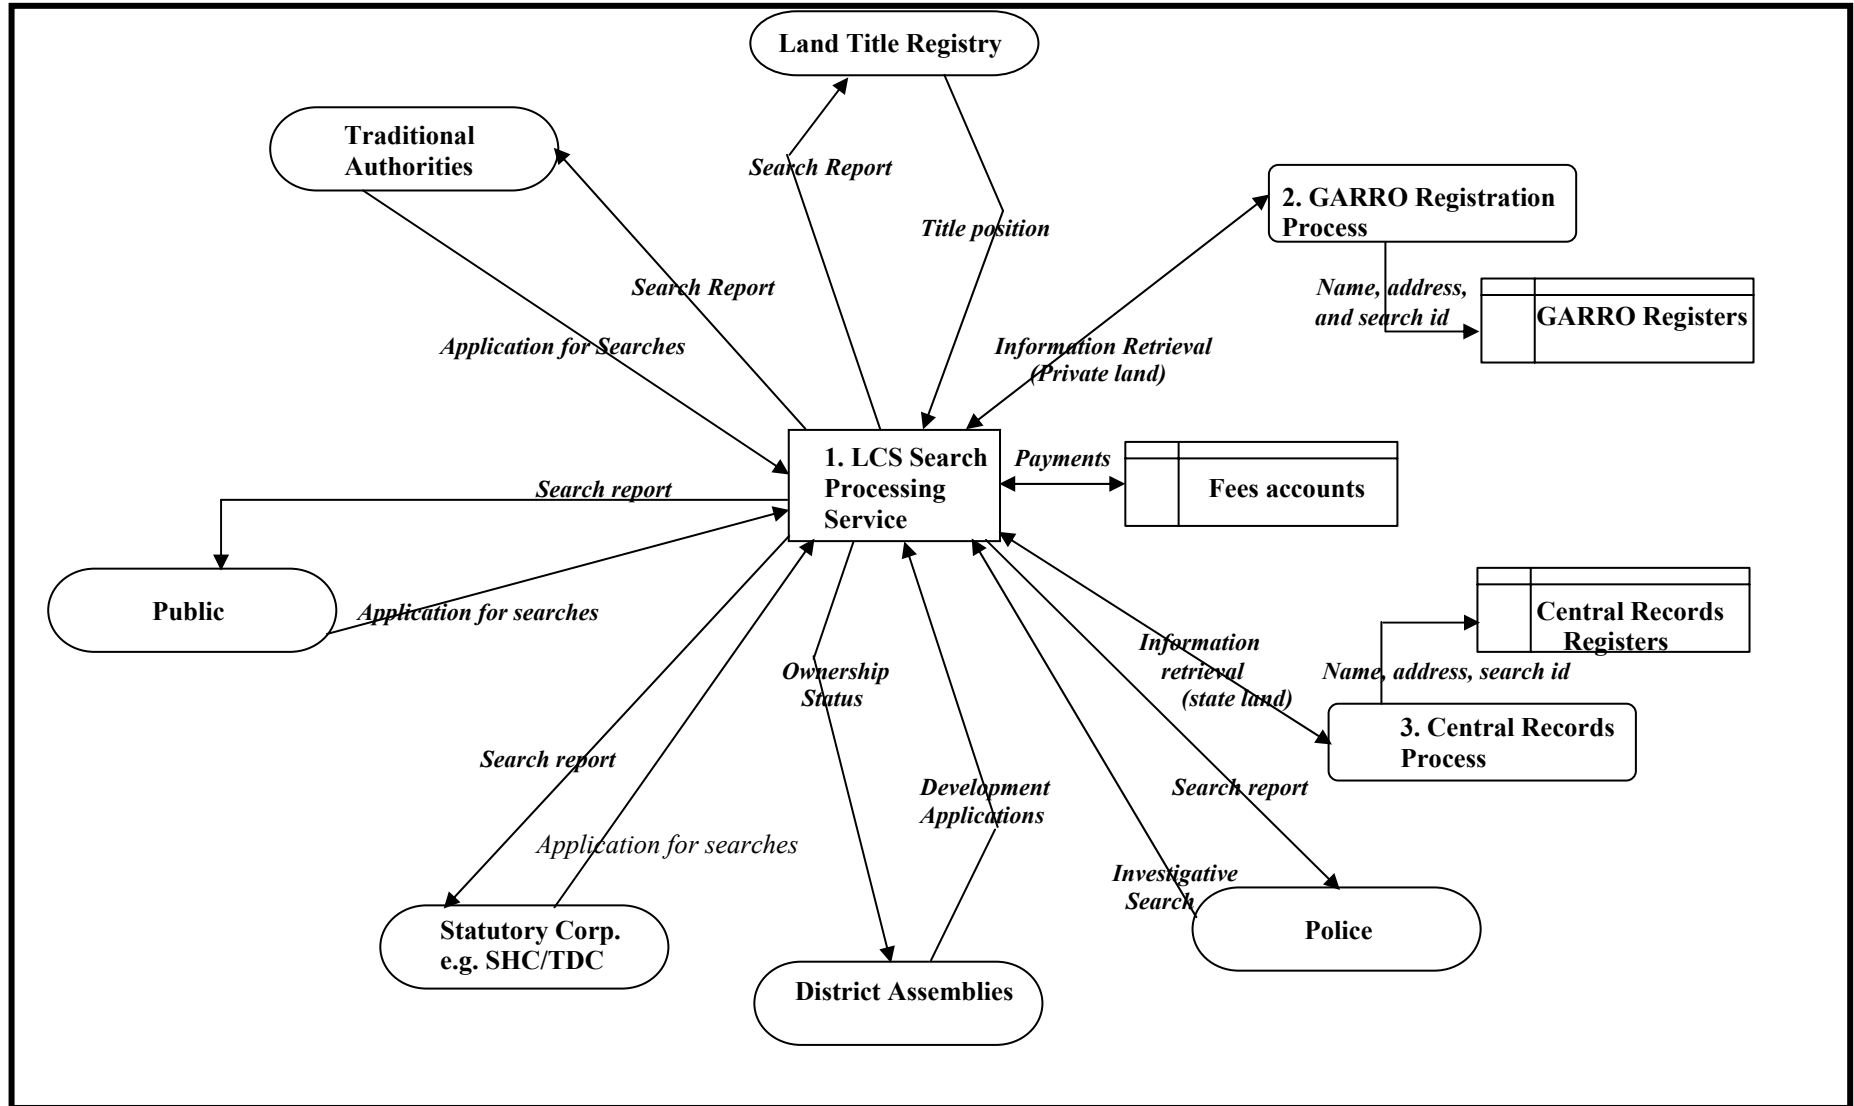 Land Title Registry
Traditional
Authorities
Search Report
2. GARRO Registration
Process
Title position
Search Report
Name, address,
and search id
GARRO Registers
Application for Searches
Information Retrieval
(Private land)
1. LCS Search
Processing
Service
Payments
Fees accounts
Search report
Public
Application for searches
Central Records
Registers
Information
retrieval
(state land)
Name, address, search id
Ownership
Status
3. Central Records
Process
Search report
Development
Applications
Search report
Application for searches
Investigative
Search
Statutory Corp.
e.g. SHC/TDC
Police
District Assemblies